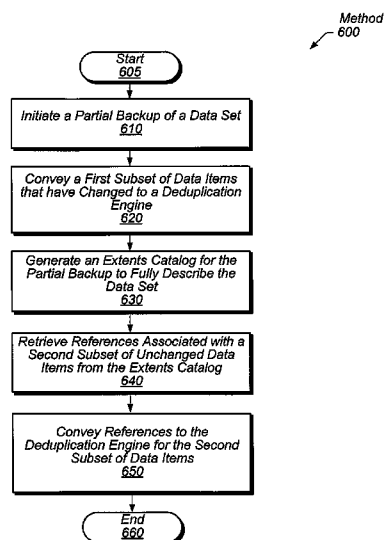 Method
600
Start
605
Initiate a Partial Backup of a Data Set
610
Convey a First Subset of Data Items
that have Changed to a Deduplication
Engine
620
Generate an Extents Catalog for the
Partial Backup to Fully Describe the
Data Set
630
Retrieve References Associated with a
Second Subset of Unchanged Data
Items from the Extents Catalog
640
Convey References to the
Deduplication Engine for the Second
Subset of Data Items
650
End
660